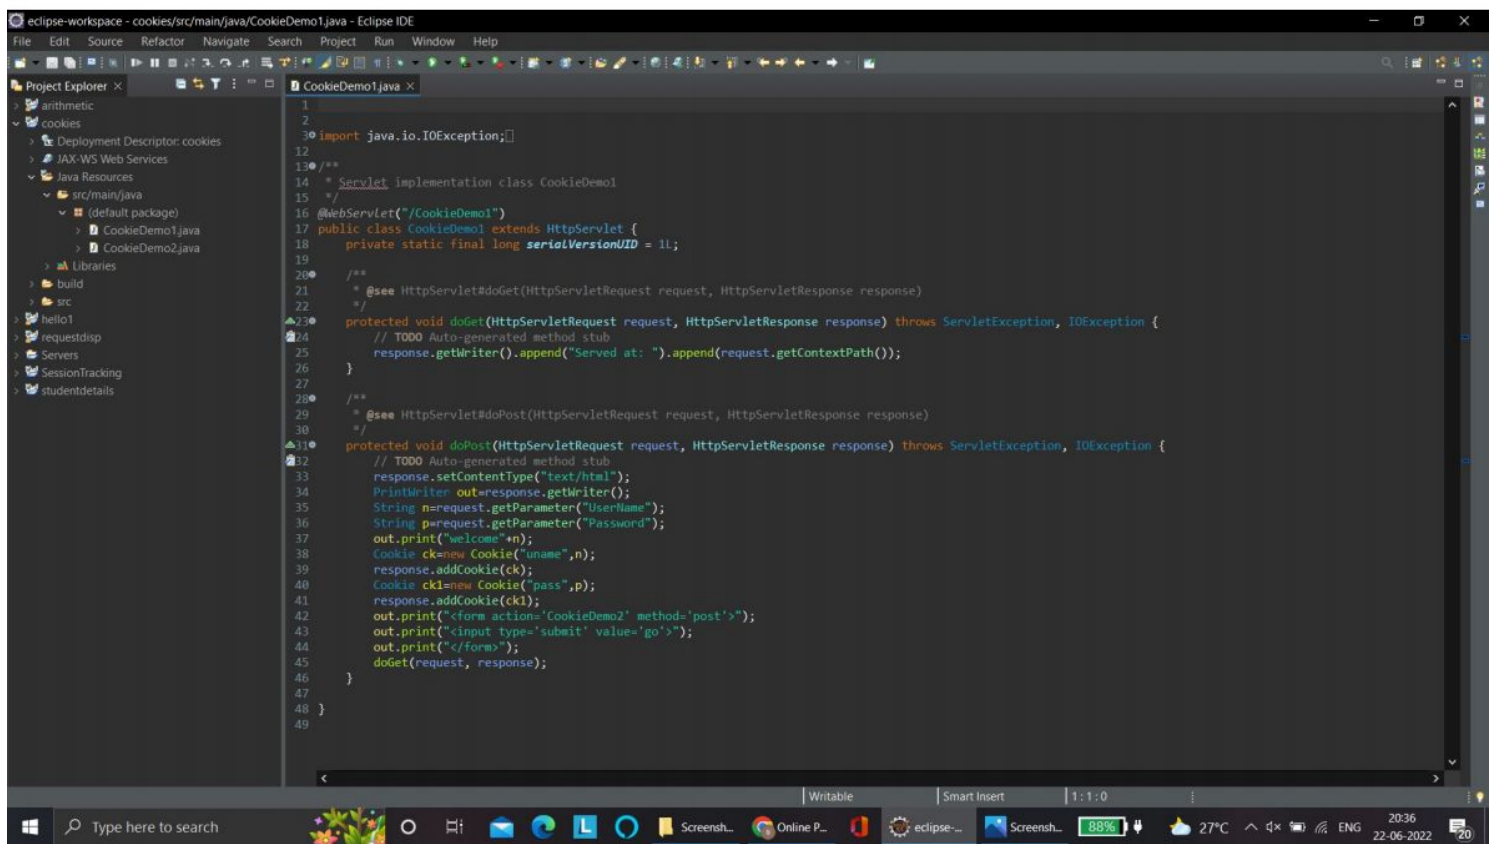 eclipse-workspace - cookies/src/main/java/CookieDemo1.java - Eclipse IDE
File Edit Source Refactor Navigate Search Project Run Window Help
Project Explorer
CookieDemo1.java
arithmetic
cookies
Deployment Descriptor: cookies
JAX-WS Web Services
Java Resources
src/main/java
(default package)
CookieDemo1.java
CookieDemo2.java
Libraries
build
src
hello1
requestdisp
Servers
SessionTracking
studentdetails
1
2
3 import java.io.IOException;
12
13 /**
14  * Servlet implementation class CookieDemo1
15  */
16 @WebServlet("/CookieDemo1")
17 public class CookieDemo1 extends HttpServlet {
18     private static final long serialVersionUID = 1L;
19
20     /**
21      * @see HttpServlet#doGet(HttpServletRequest request, HttpServletResponse response)
22      */
23     protected void doGet(HttpServletRequest request, HttpServletResponse response) throws ServletException, IOException {
24         // TODO Auto-generated method stub
25         response.getWriter().append("Served at: ").append(request.getContextPath());
26     }
27
28     /**
29      * @see HttpServlet#doPost(HttpServletRequest request, HttpServletResponse response)
30      */
31     protected void doPost(HttpServletRequest request, HttpServletResponse response) throws ServletException, IOException {
32         // TODO Auto-generated method stub
33         response.setContentType("text/html");
34         PrintWriter out=response.getWriter();
35         String n=request.getParameter("UserName");
36         String p=request.getParameter("Password");
37         out.print("welcome"+n);
38         Cookie ck=new Cookie("uname",n);
39         response.addCookie(ck);
40         Cookie ck1=new Cookie("pass",p);
41         response.addCookie(ck1);
42         out.print("<form action='CookieDemo2' method='post'>");
43         out.print("<input type='submit' value='go'>");
44         out.print("</form>");
45         doGet(request, response);
46     }
47
48 }
49
Writable Smart Insert 1 : 1 : 0
Type here to search
L
Screensh... Online P... eclipse-... Screensh... 88% 27°C ENG
20:36
22-06-2022
20